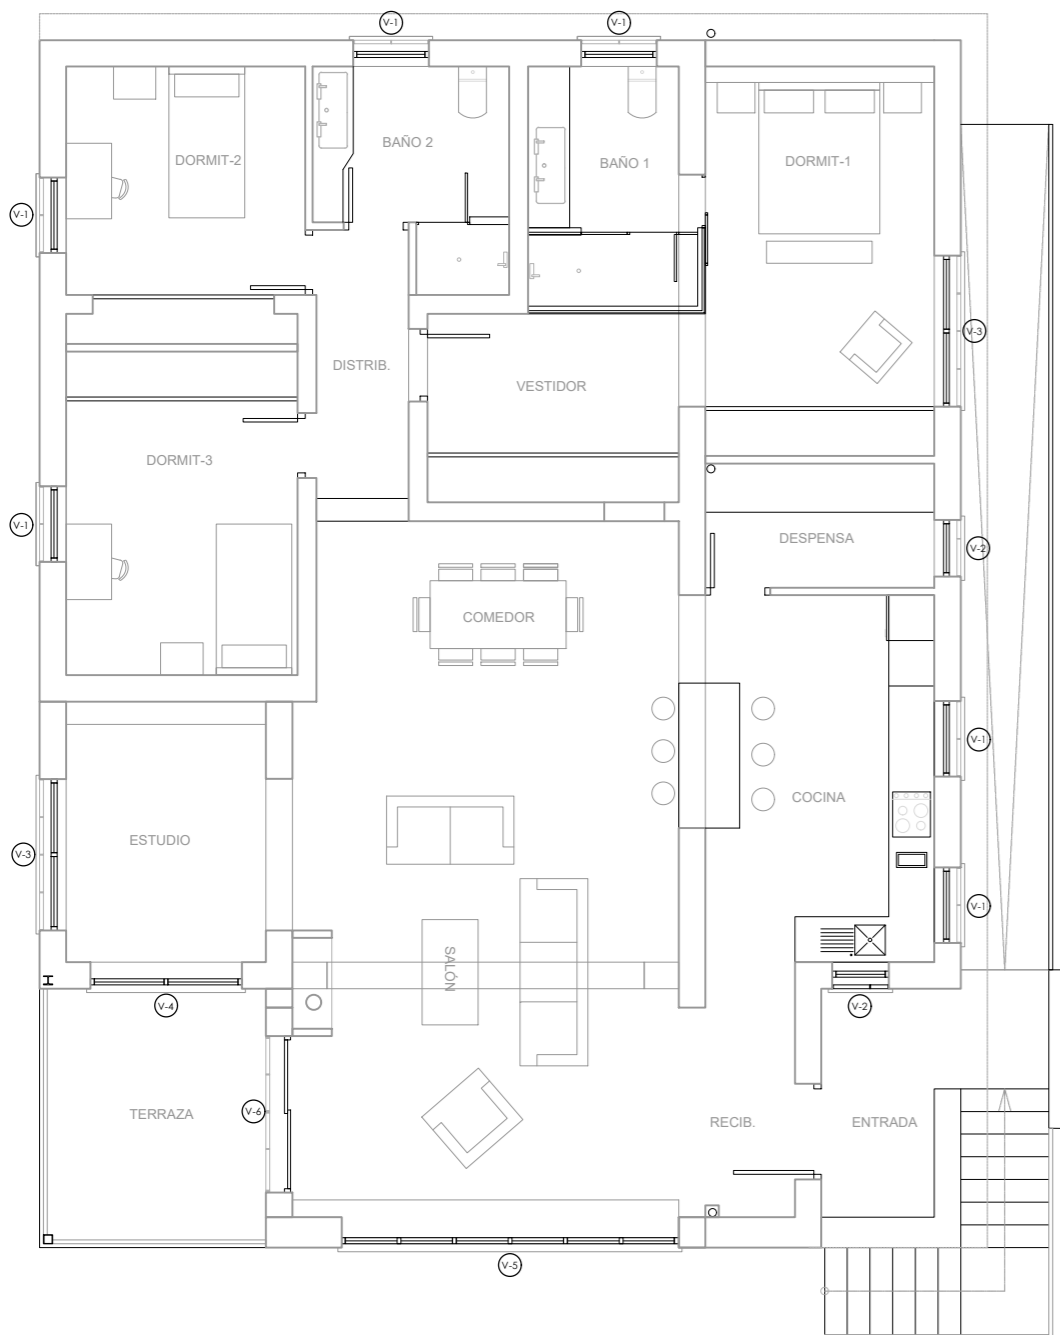 V-1
V-1
BAÑO 2
DORMIT-2
BAÑO 1
DORMIT-1
V-1
V-3
DISTRIB.
VESTIDOR
DORMIT-3
V-1
DESPENSA
V-2
COMEDOR
V-1
COCINA
ESTUDIO
V-3
V-1
SALÓN
V-4
V-2
TERRAZA
V-6
RECIB.
ENTRADA
V-5